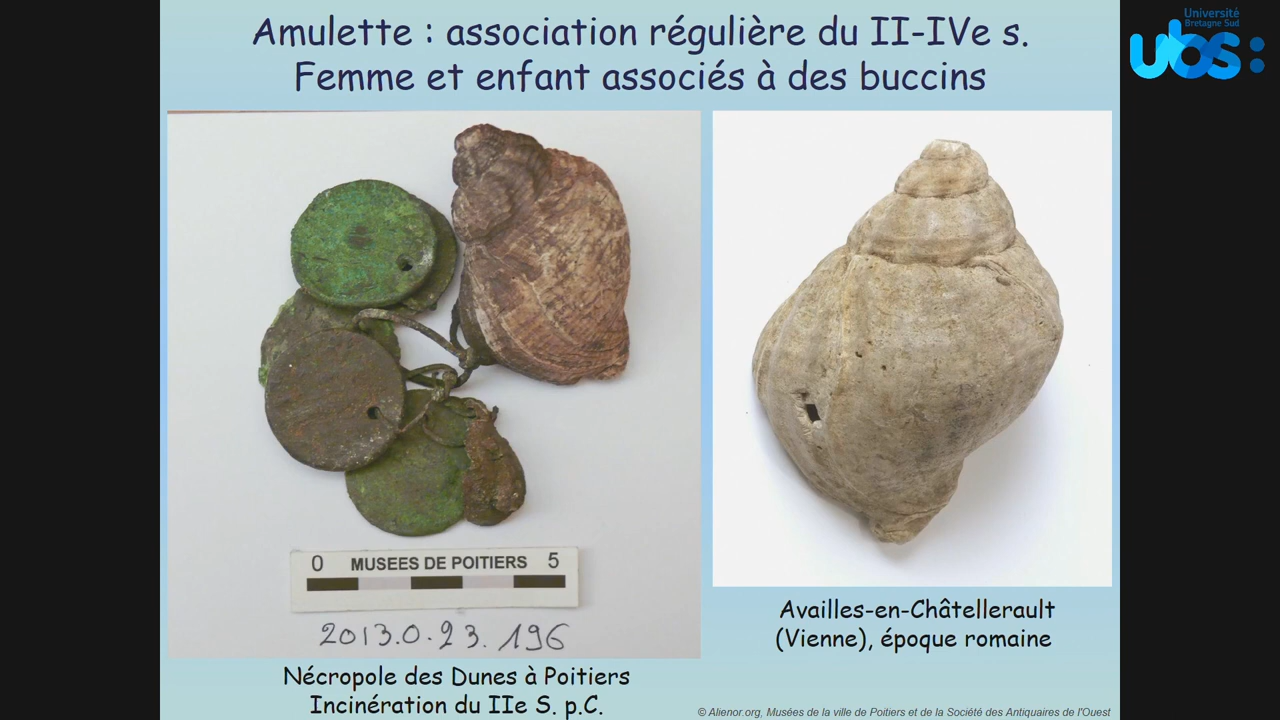 Amulette : association régulière du II-IVe s.
Femme et enfant associés à des buccins
Université
Bretagne Sud
ubs:
0 MUSEES DE POITIERS 5
2013.0.23.196
Nécropole des Dunes à Poitiers
Incinération du IIe S. p.C.
Availles-en-Châtellerault
(Vienne), époque romaine
© Alienor.org, Musées de la ville de Poitiers et de la Société des Antiquaires de l'Ouest